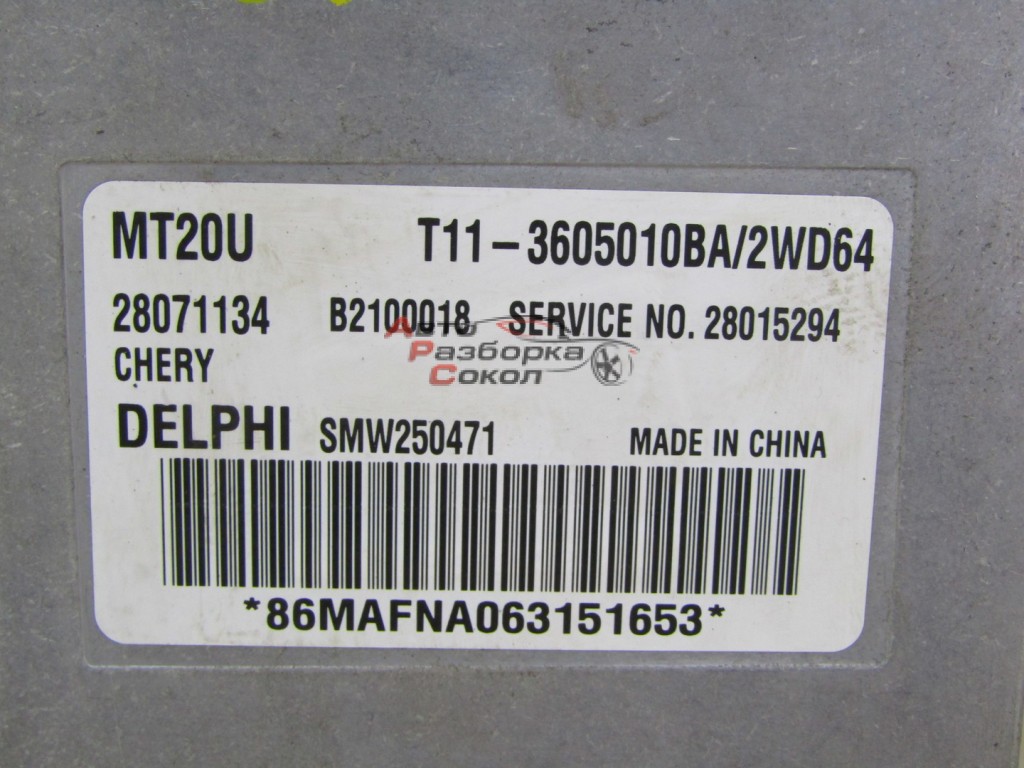 MT20U T11-3605010BA/2WD64
28071134 B2100018 SERVICE NO. 28015294
CHERY
Авто
Разборка
Сокол
DELPHI SMW250471 MADE IN CHINA
*86MAFNA063151653*